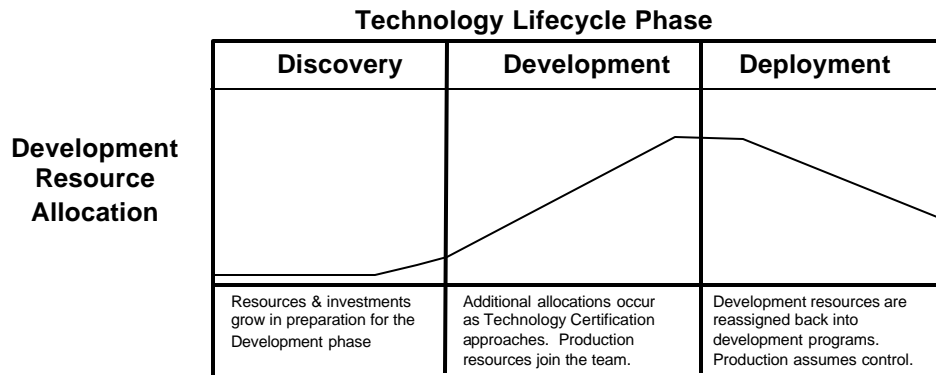 Technology Lifecycle Phase
Discovery
Development
Deployment
Development
Resource
Allocation
Resources & investments
grow in preparation for the
Development phase
Additional allocations occur
as Technology Certification
approaches. Production
resources join the team.
Development resources are
reassigned back into
development programs.
Production assumes control.